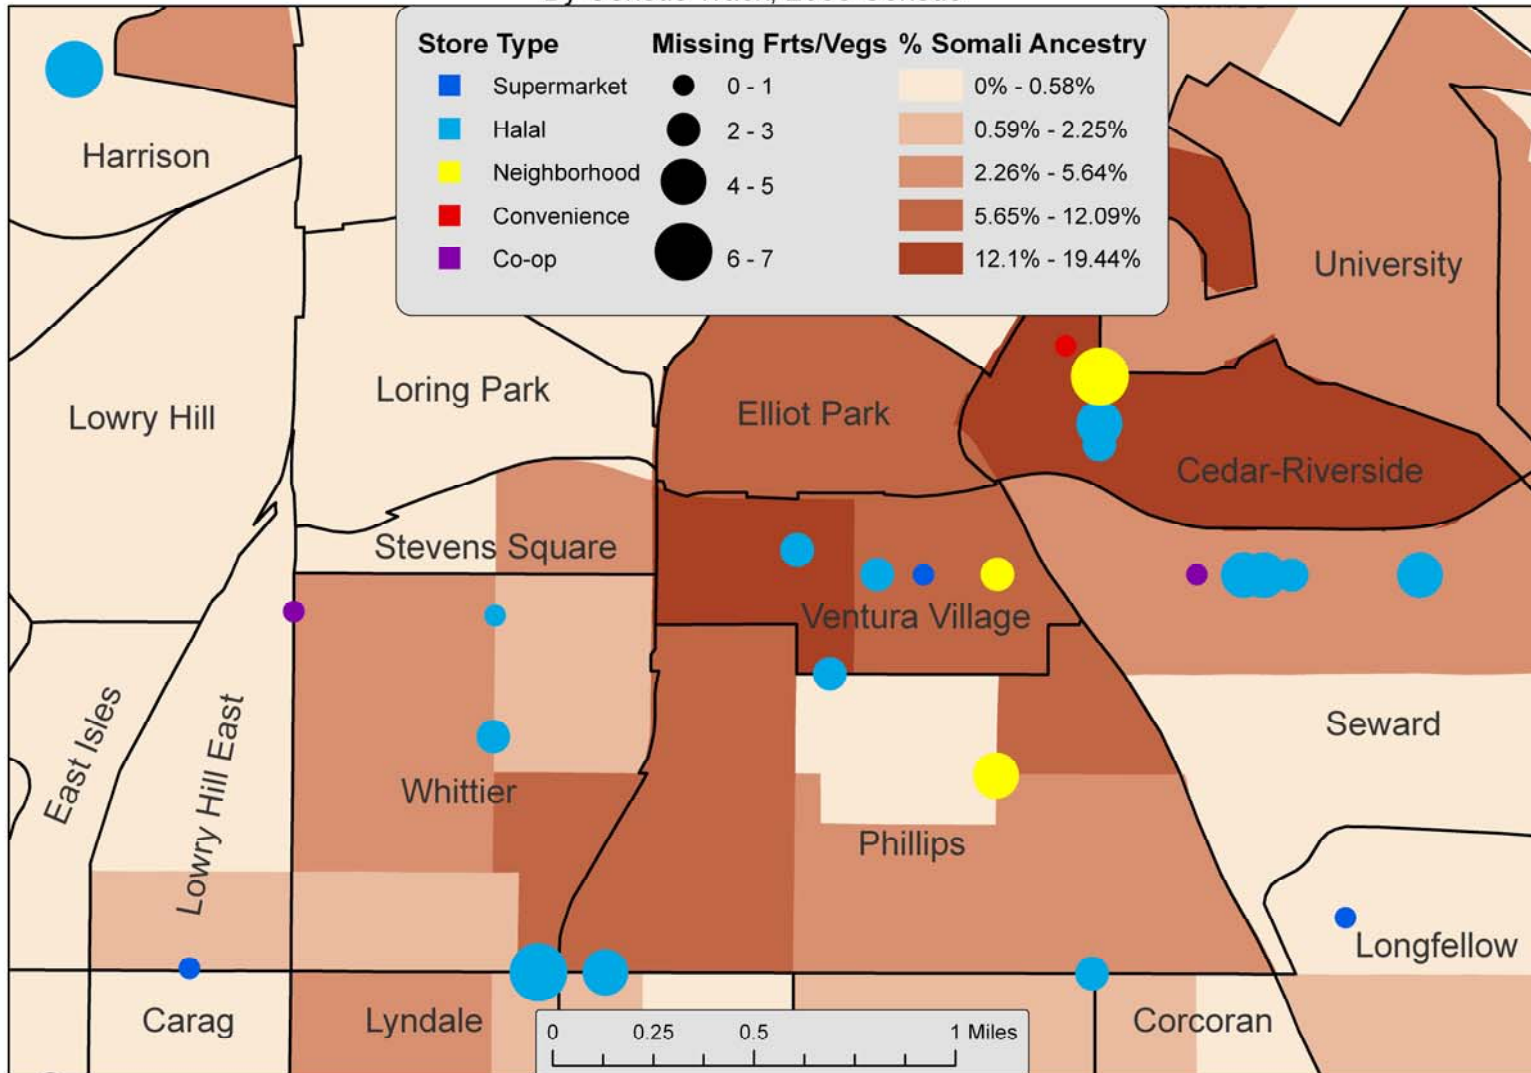 Store Type
Missing Frts/Vegs
% Somali Ancestry
Supermarket
0 - 1
0% - 0.58%
Halal
2 - 3
0.59% - 2.25%
Neighborhood
4 - 5
2.26% - 5.64%
Convenience
5.65% - 12.09%
Co-op
6 - 7
12.1% - 19.44%
Harrison
University
Lowry Hill
Loring Park
Elliot Park
Cedar-Riverside
Stevens Square
Ventura Village
East Isles
Lowry Hill East
Whittier
Seward
Phillips
Longfellow
Carag
Lyndale
Corcoran
0 0.25 0.5 1 Miles